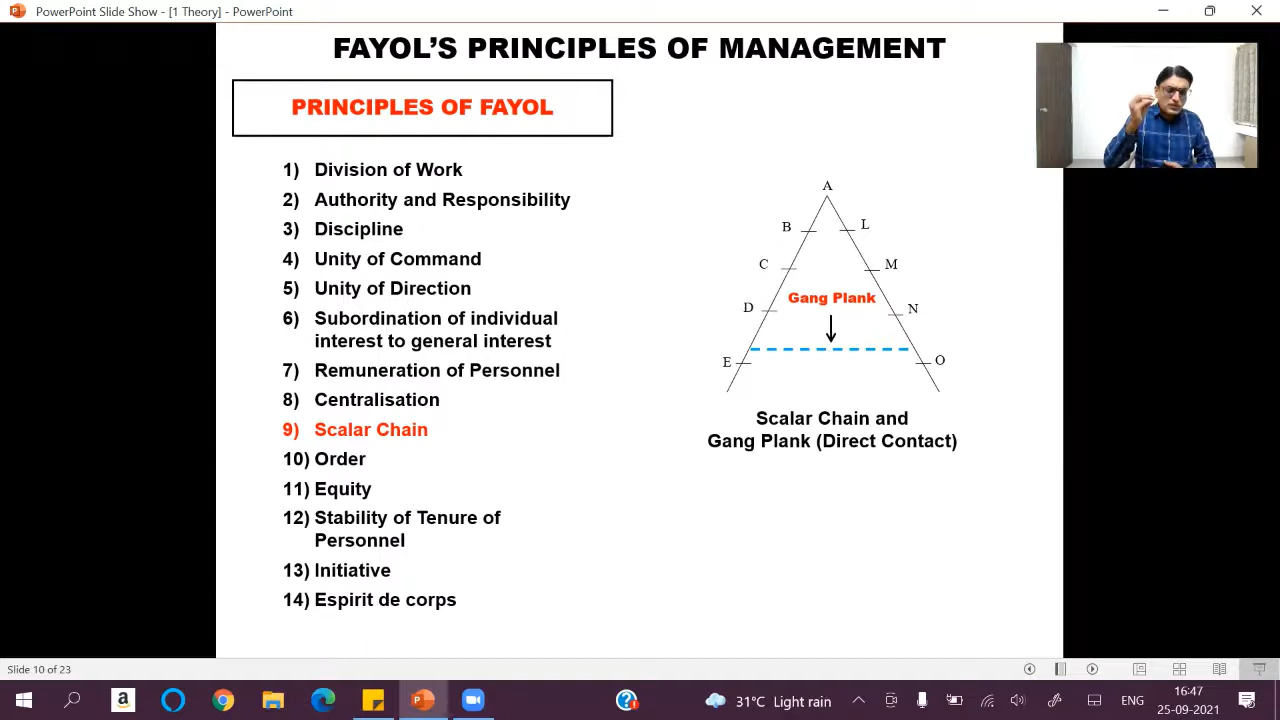 PowerPoint Slide Show - [1 Theory] - PowerPoint
FAYOL’S PRINCIPLES OF MANAGEMENT
PRINCIPLES OF FAYOL
1) Division of Work
2) Authority and Responsibility
3) Discipline
4) Unity of Command
5) Unity of Direction
6) Subordination of individual
interest to general interest
7) Remuneration of Personnel
8) Centralisation
9) Scalar Chain
10) Order
11) Equity
12) Stability of Tenure of
Personnel
13) Initiative
14) Espirit de corps
A
B L
C M
Gang Plank
D N
E O
Scalar Chain and
Gang Plank (Direct Contact)
Slide 10 of 23
31°C Light rain
ENG
16:47
25-09-2021